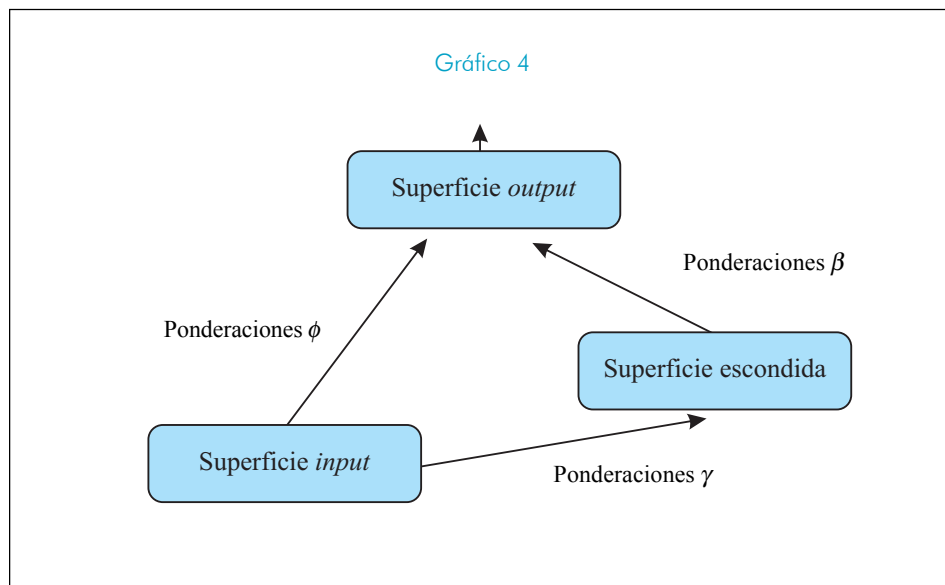 Gráfico 4
Superficie output
Ponderaciones β
Ponderaciones ϕ
Superficie escondida
Superficie input
Ponderaciones γ